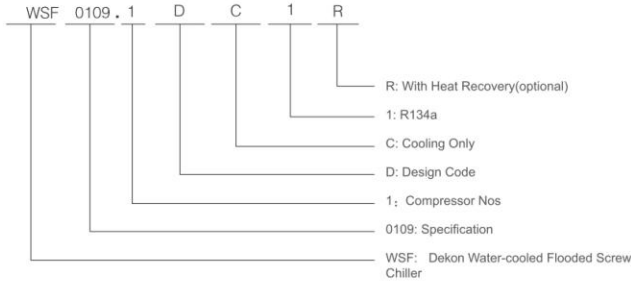 WSF 0109 . 1 D C 1 R
R: With Heat Recovery(optional)
1: R134a
C: Cooling Only
D: Design Code
1：Compressor Nos
0109: Specification
WSF: Dekon Water-cooled Flooded Screw
Chiller